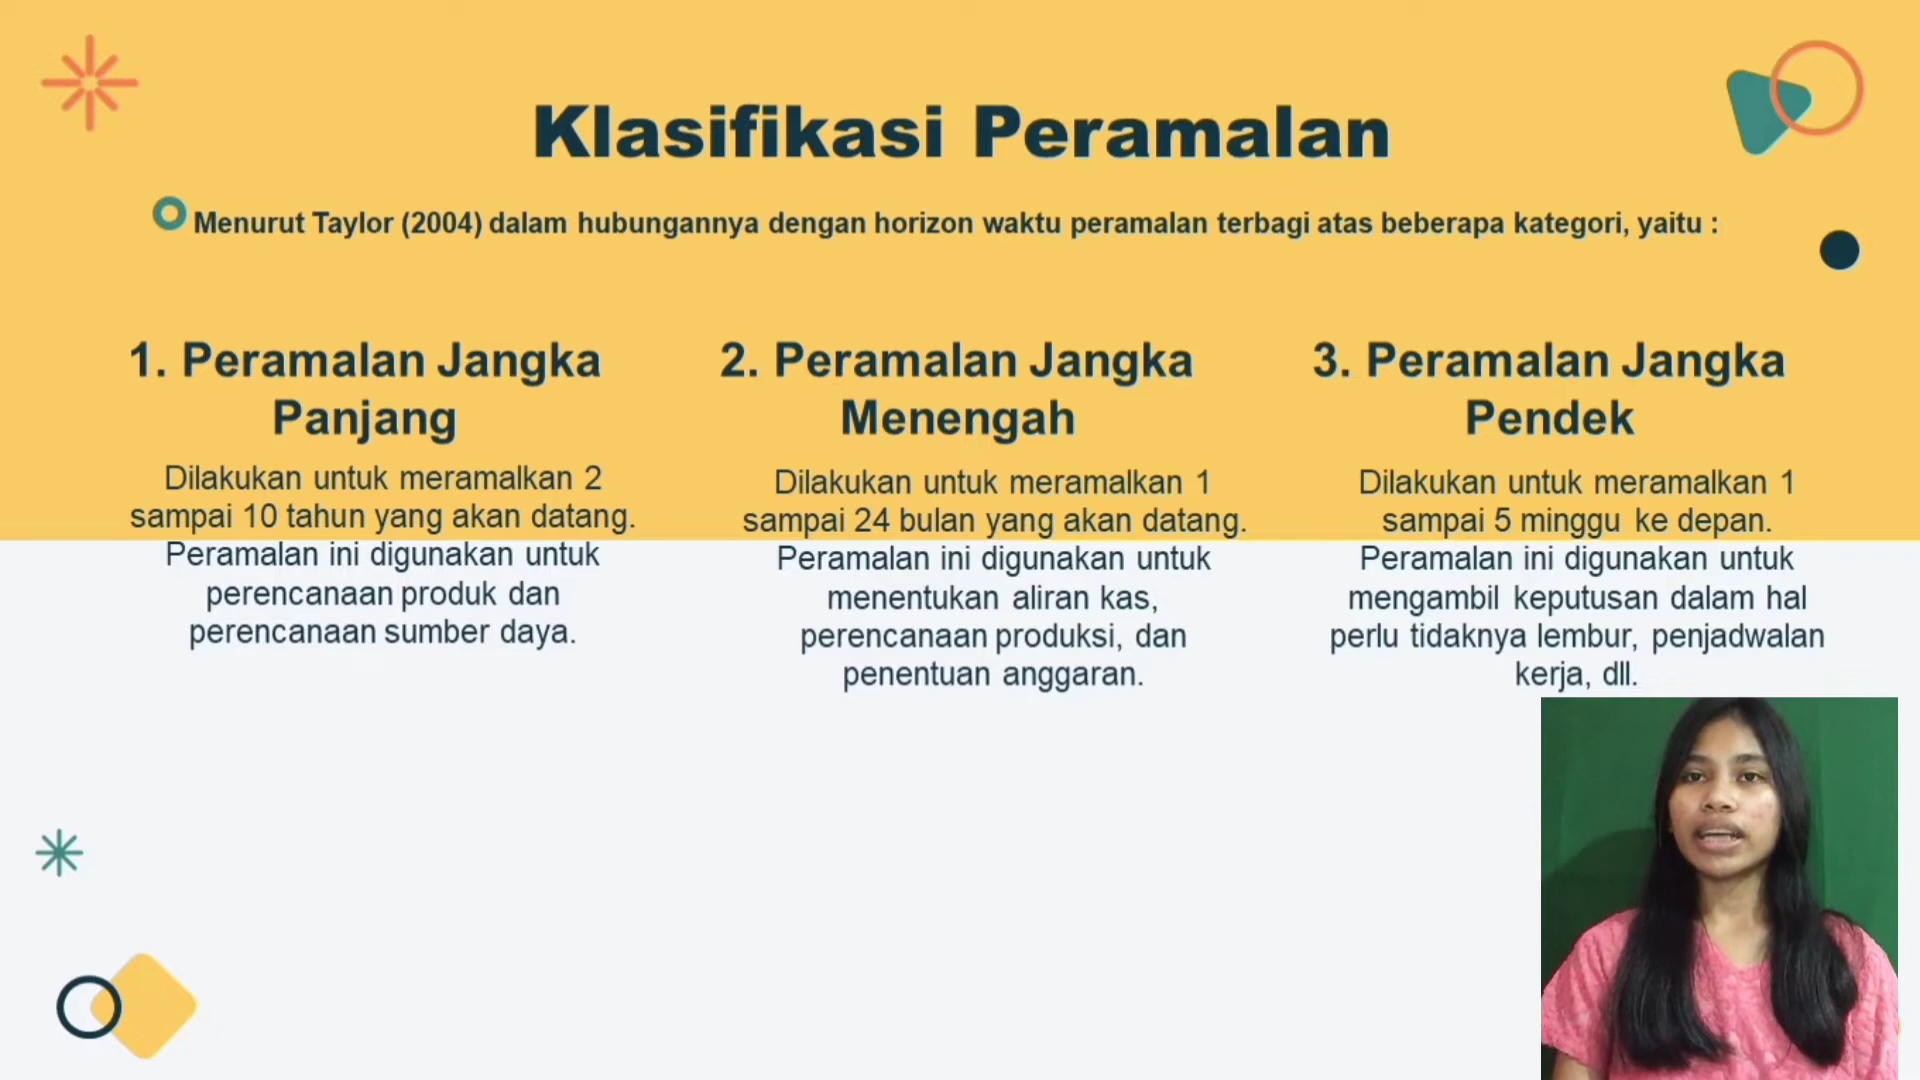 Klasifikasi Peramalan
Menurut Taylor (2004) dalam hubungannya dengan horizon waktu peramalan terbagi atas beberapa kategori, yaitu :
1. Peramalan Jangka
Panjang
Dilakukan untuk meramalkan 2
sampai 10 tahun yang akan datang.
Peramalan ini digunakan untuk
perencanaan produk dan
perencanaan sumber daya.
2. Peramalan Jangka
Menengah
Dilakukan untuk meramalkan 1
sampai 24 bulan yang akan datang.
Peramalan ini digunakan untuk
menentukan aliran kas,
perencanaan produksi, dan
penentuan anggaran.
3. Peramalan Jangka
Pendek
Dilakukan untuk meramalkan 1
sampai 5 minggu ke depan.
Peramalan ini digunakan untuk
mengambil keputusan dalam hal
perlu tidaknya lembur, penjadwalan
kerja, dll.